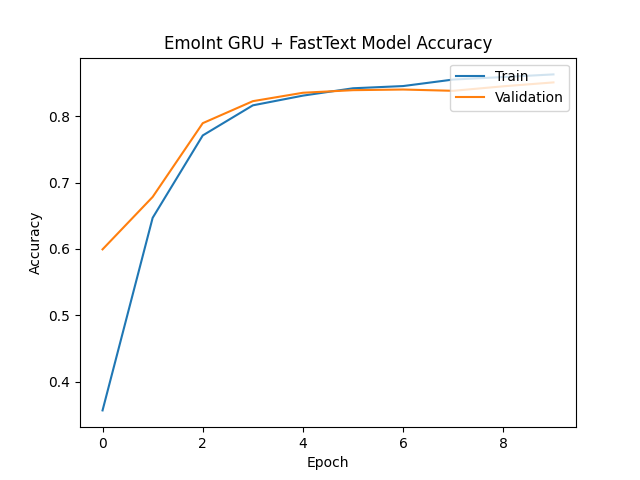 EmoInt GRU + FastText Model Accuracy
Train
Validation
0.8
0.7
0.6
0.5
0.4
Accuracy
0 2 4 6 8
Epoch